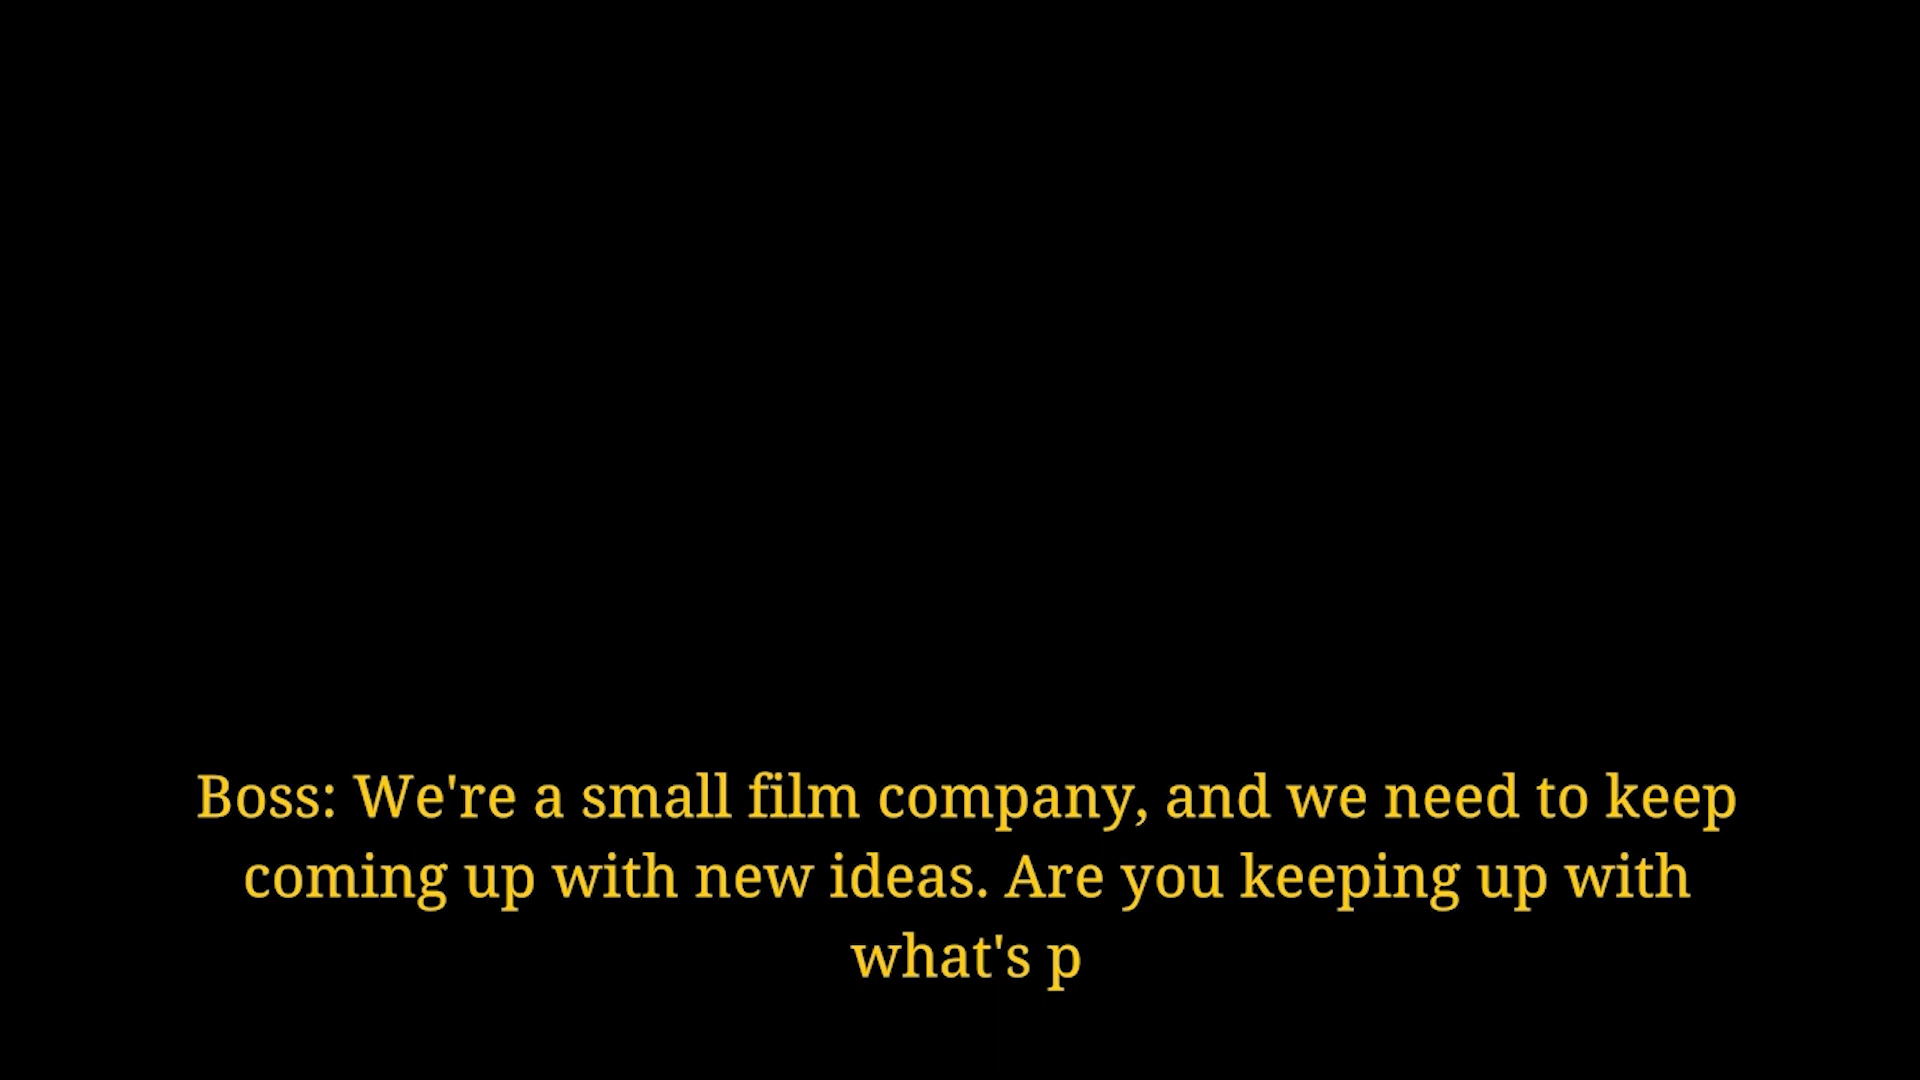 Boss: We're a small film company, and we need to keep
coming up with new ideas. Are you keeping up with
what's p